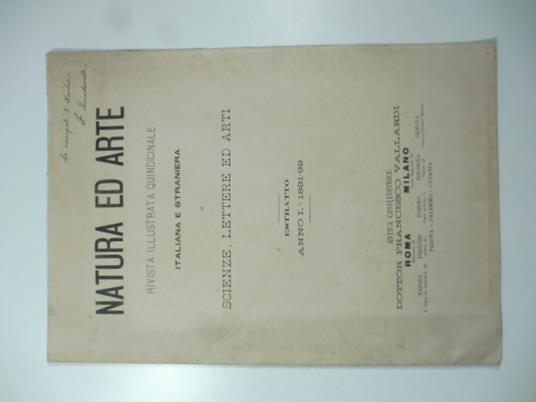 NATURA ED ARTE
RIVISTA ILLUSTRATA QUINDICINALE
ITALIANA E STRANIERA
DI
SCIENZE, LETTERE ED ARTI
ESTRATTO
ANNO I. - 1891-92
ANTICA CASA EDITRICE
DOTTOR FRANCESCO VALLARDI
ROMA MILANO
NAPOLI FIRENZE TORINO BOLOGNA GENOVA
PADOVA - PALERMO - CATANIA